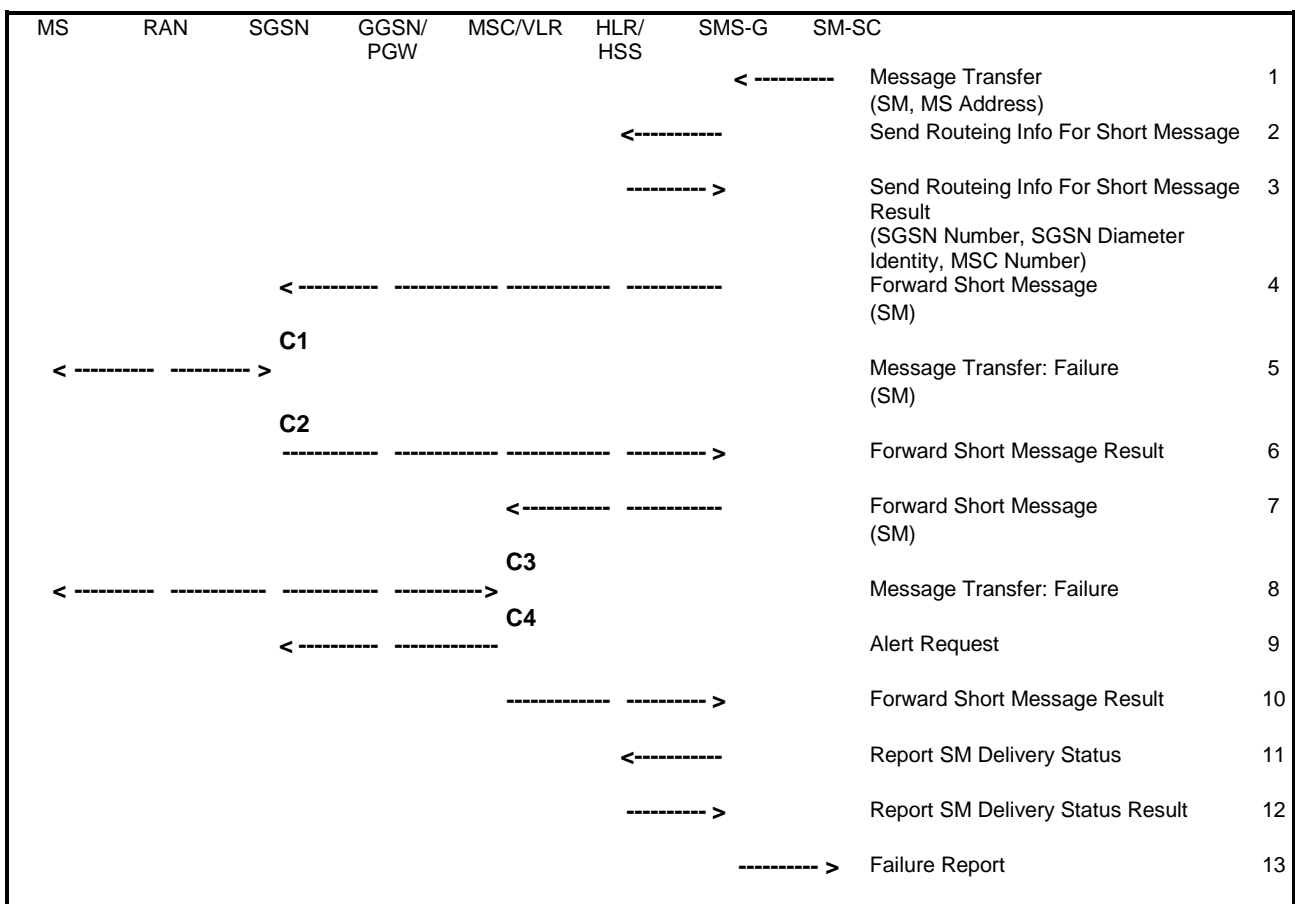 MS RAN SGSN GGSN/ MSC/VLR HLR/ SMS-G SM-SC
PGW HSS
< ---------- Message Transfer 1
(SM, MS Address)
<----------- Send Routeing Info For Short Message 2
---------- > Send Routeing Info For Short Message 3
Result
(SGSN Number, SGSN Diameter
Identity, MSC Number)
< ---------- ------------- ------------- ------------ Forward Short Message 4
(SM)
C1
< ---------- ---------- > Message Transfer: Failure 5
(SM)
C2
------------ ------------- ------------- ---------- > Forward Short Message Result 6
<----------- ------------ Forward Short Message 7
(SM)
C3
< ---------- ------------ ------------ -----------> Message Transfer: Failure 8
C4
< ---------- ------------- Alert Request 9
------------- ---------- > Forward Short Message Result 10
<----------- Report SM Delivery Status 11
---------- > Report SM Delivery Status Result 12
---------- > Failure Report 13